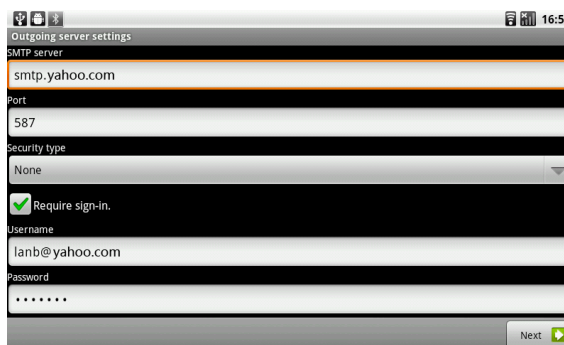 16:5
Outgoing server settings
SMTP server
smtp.yahoo.com
Port
587
Security type
None
Require sign-in.
Username
lanb@yahoo.com
Password
•••••••
Next